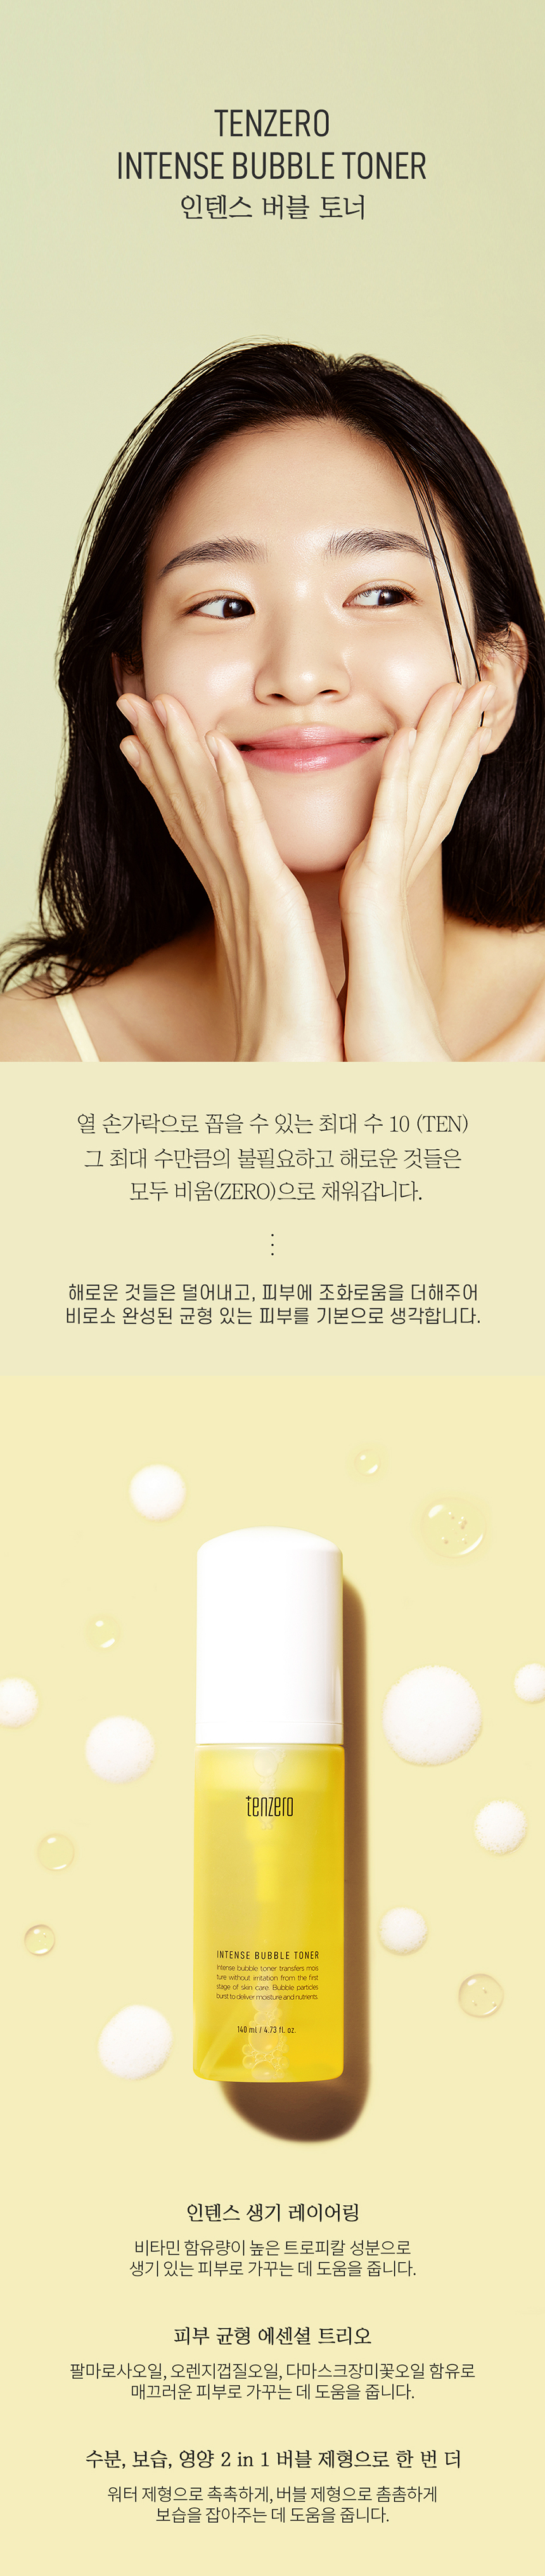 TENZERO
INTENSE BUBBLE TONER
인텐스 버블 토너
열 손가락으로 꼽을 수 있는 최대 수 10 (TEN)
그 최대 수만큼의 불필요하고 해로운 것들은
모두 비움(ZERO)으로 채워갑니다.
해로운 것들은 덜어내고, 피부에 조화로움을 더해주어
비로소 완성된 균형 있는 피부를 기본으로 생각합니다.
tenzero
INTENSE BUBBLE TONER
Intense bubble toner transfers mois
ture without irritation from the first
stage of skin care. Bubble particles
burst to deliver moisture and nutrients.
140 ml / 4.73 fl. oz.
인텐스 생기 레이어링
비타민 함유량이 높은 트로피칼 성분으로
생기 있는 피부로 가꾸는 데 도움을 줍니다.
피부 균형 에센셜 트리오
팔마로사오일, 오렌지껍질오일, 다마스크장미꽃오일 함유로
매끄러운 피부로 가꾸는 데 도움을 줍니다.
수분, 보습, 영양 2 in 1 버블 제형으로 한 번 더
워터 제형으로 촉촉하게, 버블 제형으로 촘촘하게
보습을 잡아주는 데 도움을 줍니다.